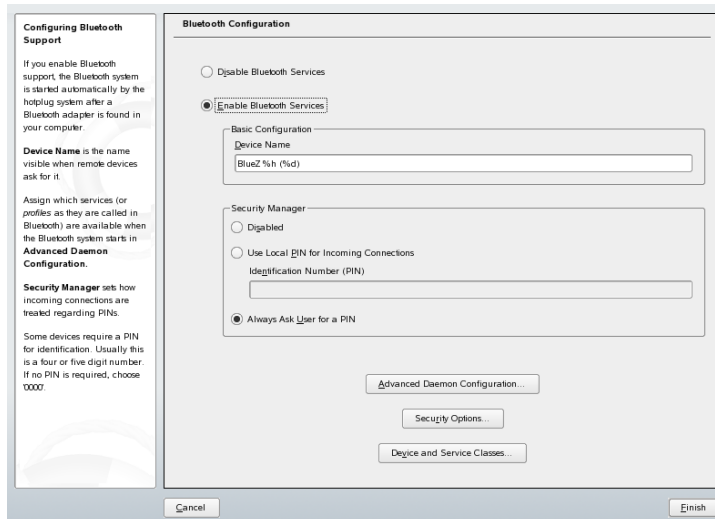 Configuring Bluetooth
Support
If you enable Bluetooth
support, the Bluetooth system
is started automatically by the
hotplug system after a
Bluetooth adapter is found in
your computer.
Device Name is the name
visible when remote devices
ask for it.
Assign which services (or
profiles as they are called in
Bluetooth) are available when
the Bluetooth system starts in
Advanced Daemon
Configuration.
Security Manager sets how
incoming connections are
treated regarding PINs.
Some devices require a PIN
for identification. Usually this
is a four or five digit number.
If no PIN is required, choose
'0000'.
Bluetooth Configuration
Disable Bluetooth Services
Enable Bluetooth Services
Basic Configuration
Device Name
BlueZ %h (%d)
Security Manager
Disabled
Use Local PIN for Incoming Connections
Identification Number (PIN)
Always Ask User for a PIN
Advanced Daemon Configuration...
Security Options...
Device and Service Classes...
Cancel
Finish